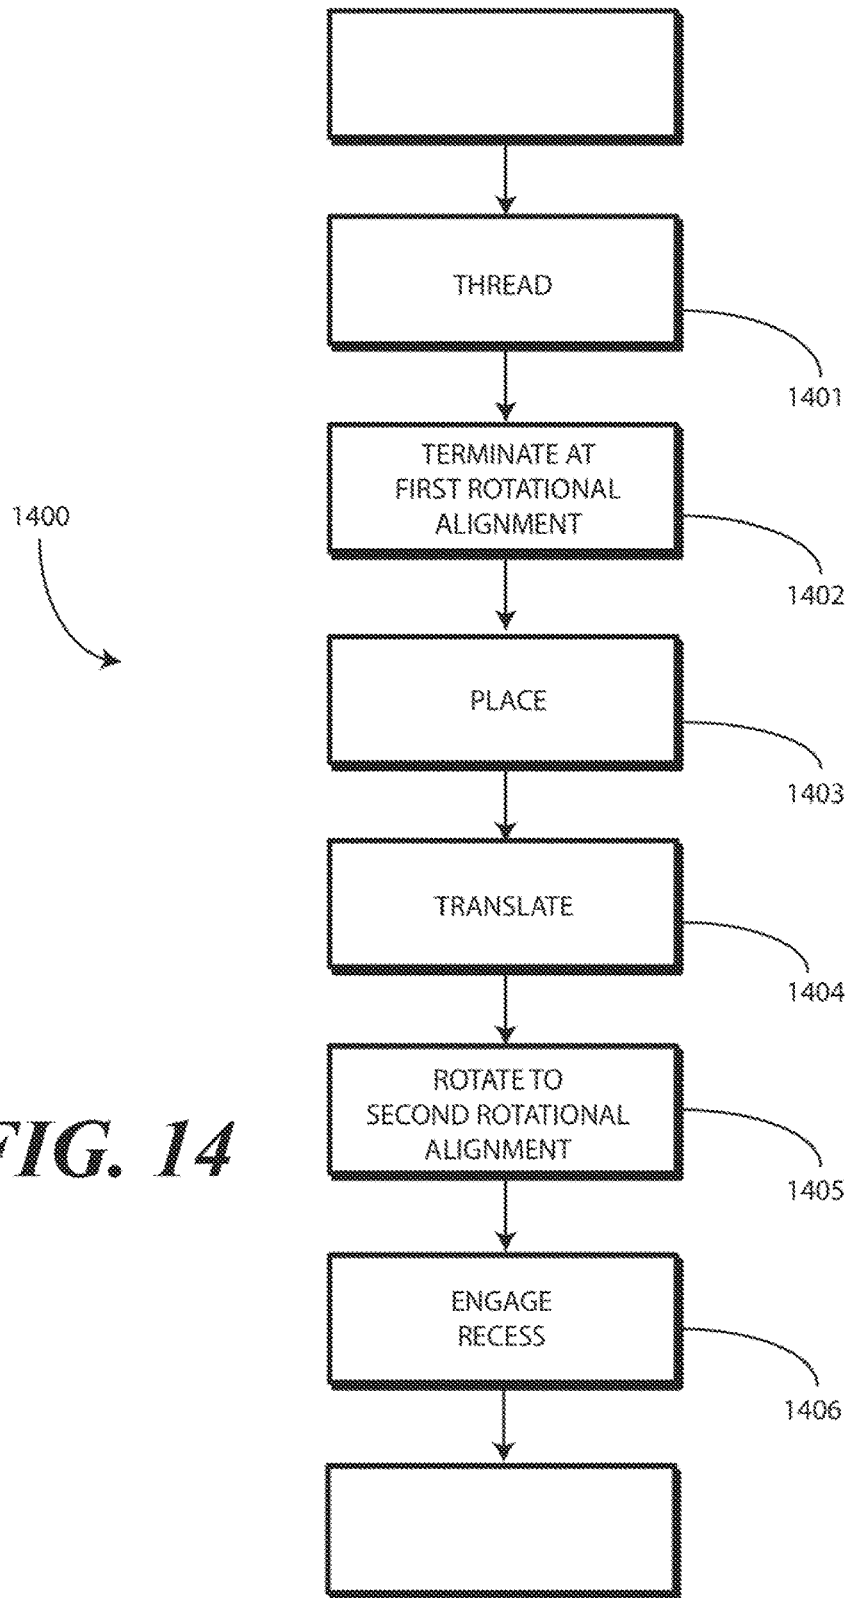 THREAD
1401
TERMINATE AT
FIRST ROTATIONAL
ALIGNMENT
1400
1402
PLACE
1403
TRANSLATE
1404
ROTATE TO
SECOND ROTATIONAL
ALIGNMENT
FIG. 14
1405
ENGAGE
RECESS
1406